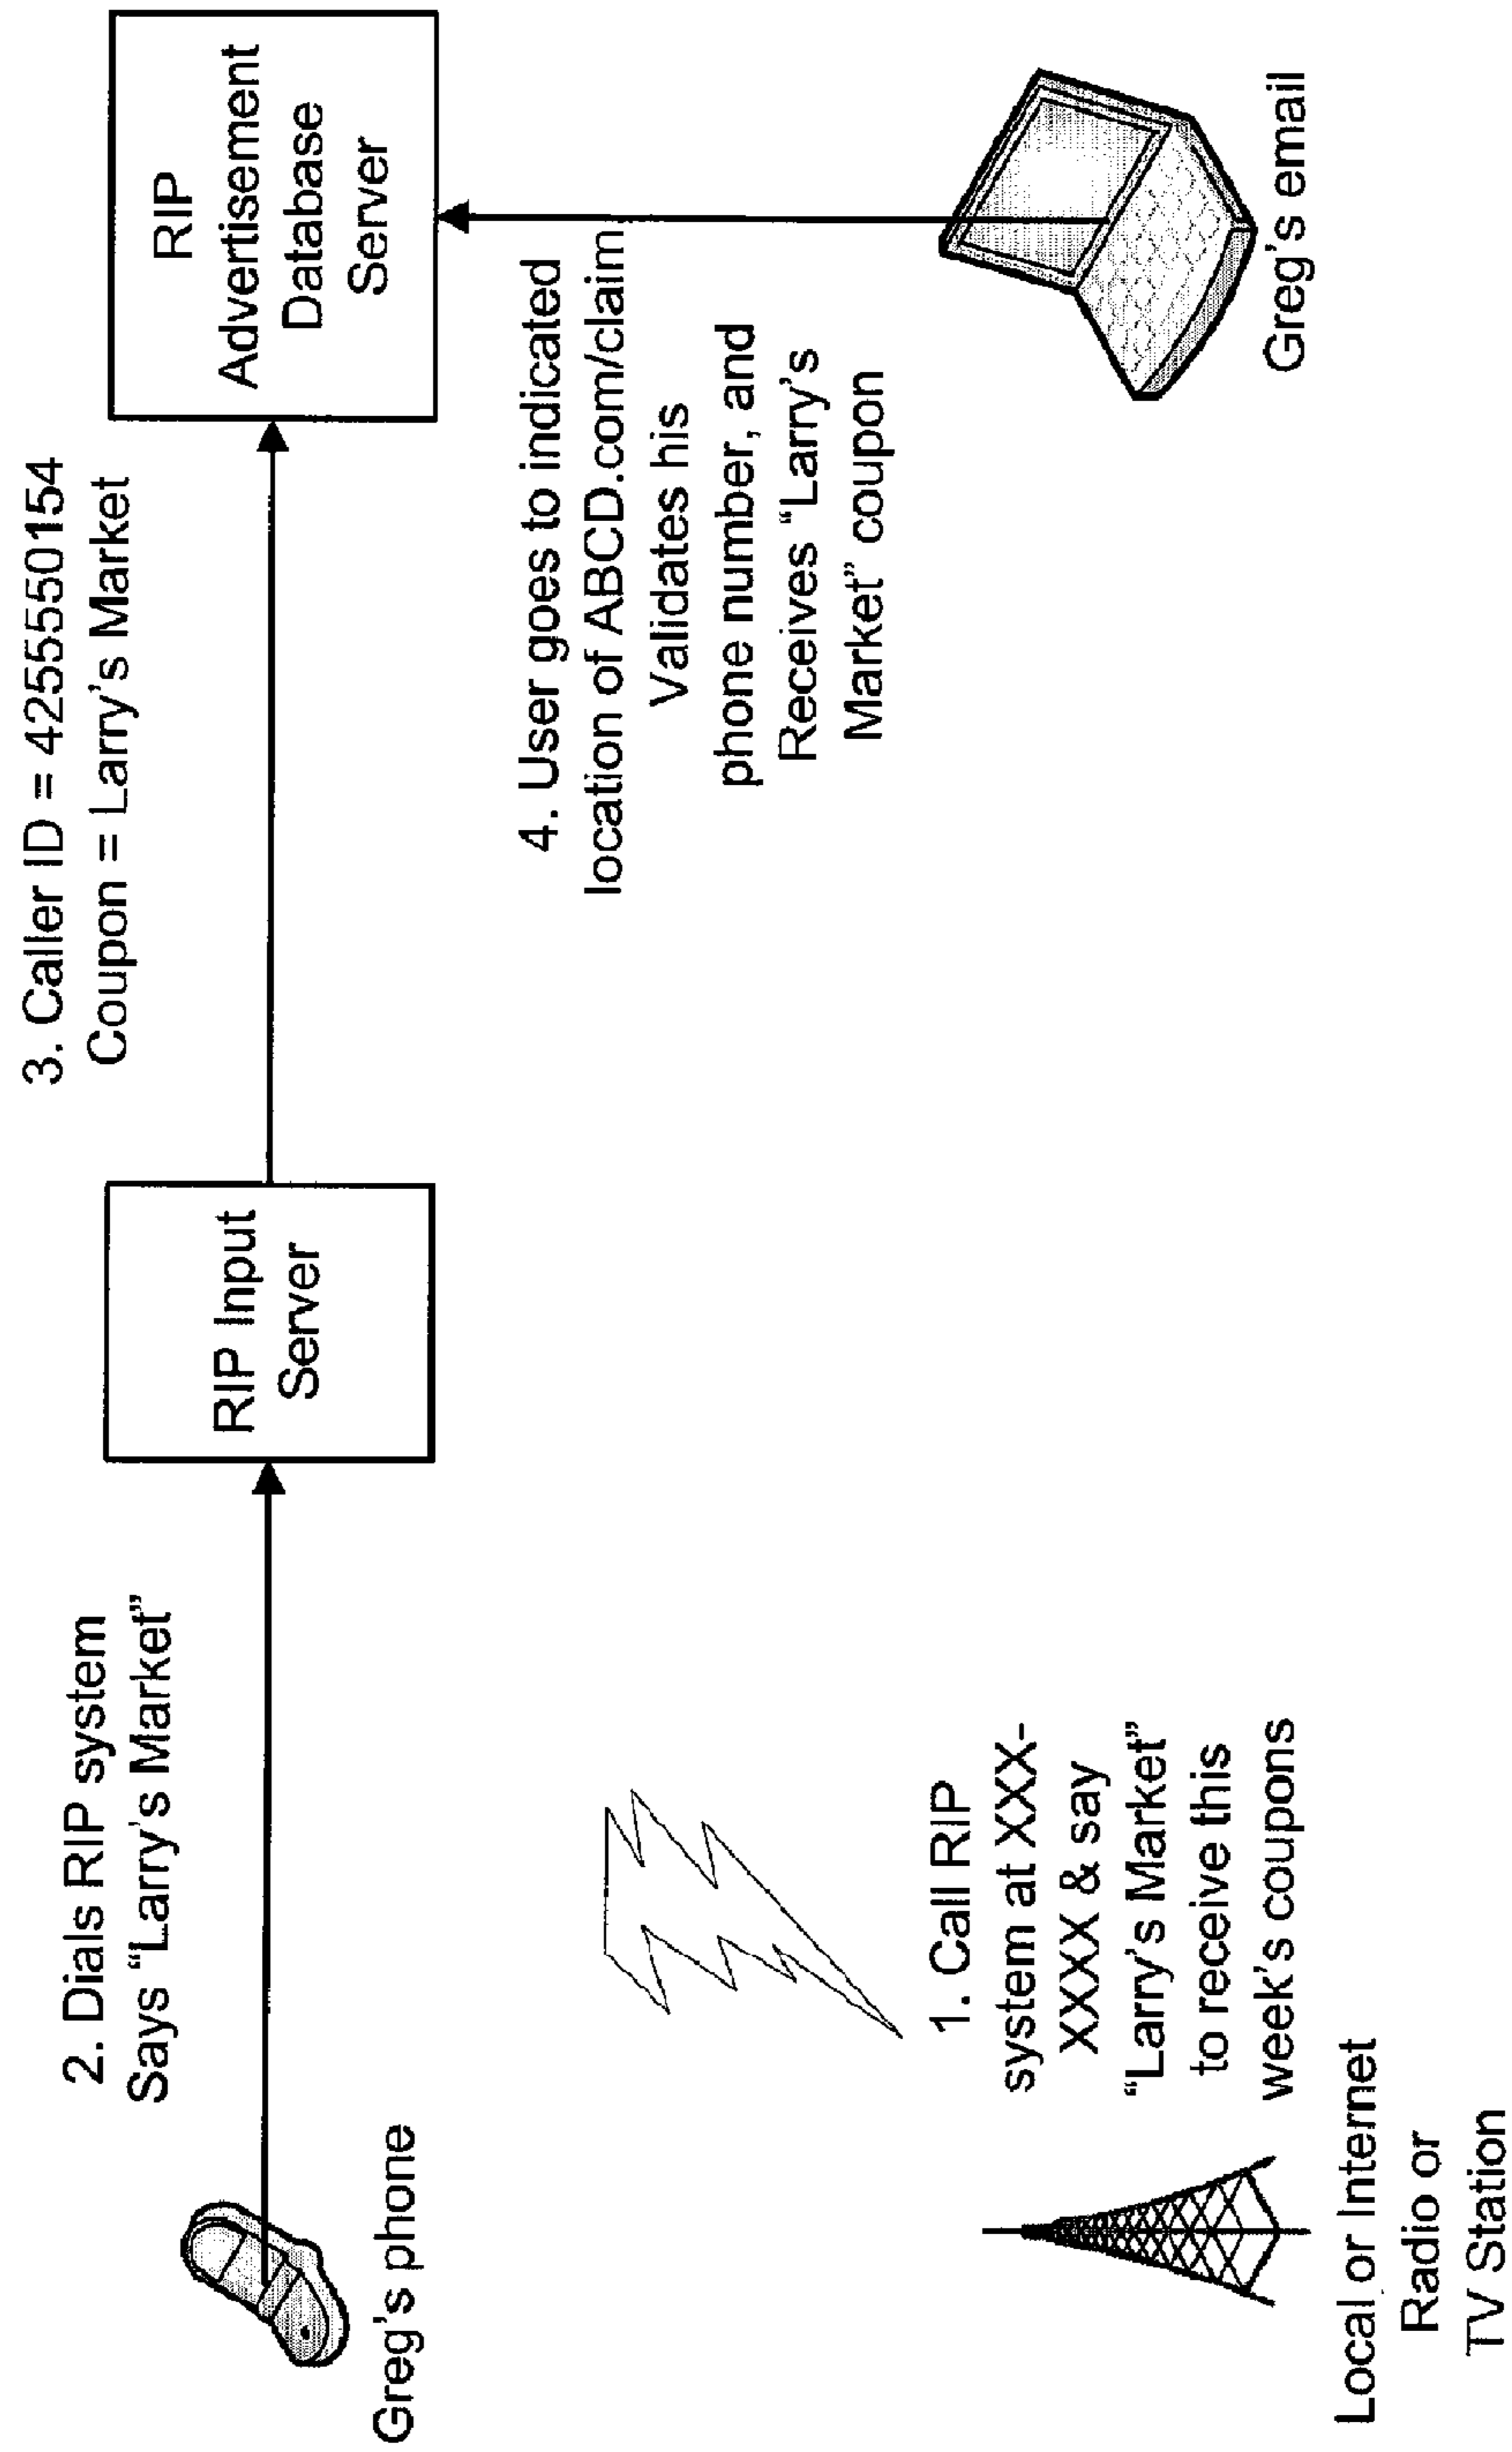 2. Dials RIP system
Says “Larry’s Market”
Greg’s phone
RIP Input
Server
3. Caller ID = 4255550154
Coupon = Larry’s Market
RIP
Advertisement
Database
Server
1. Call RIP
system at XXX-
XXXX & say
“Larry’s Market”
to receive this
week’s coupons
Local or Internet
Radio or
TV Station
4. User goes to indicated
location of ABCD.com/claim
Validates his
phone number, and
Receives “Larry’s
Market” coupon
Greg’s email